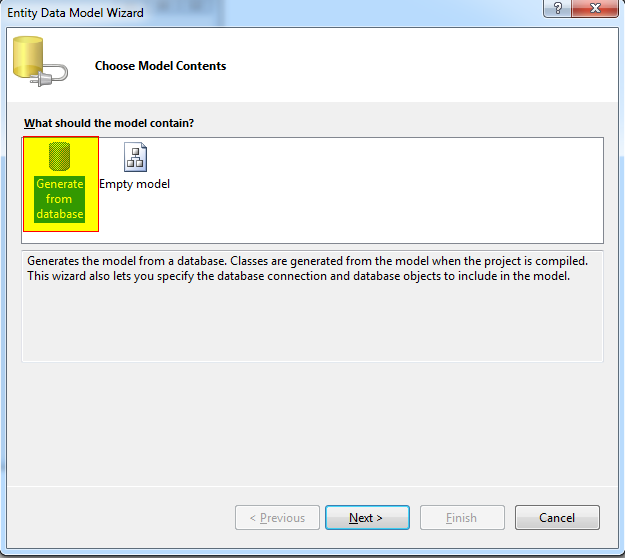 Entity Data Model Wizard
?
Choose Model Contents
What should the model contain?
Generate
from
database
Empty model
Generates the model from a database. Classes are generated from the model when the project is compiled.
This wizard also lets you specify the database connection and database objects to include in the model.
< Previous
Next >
Finish
Cancel